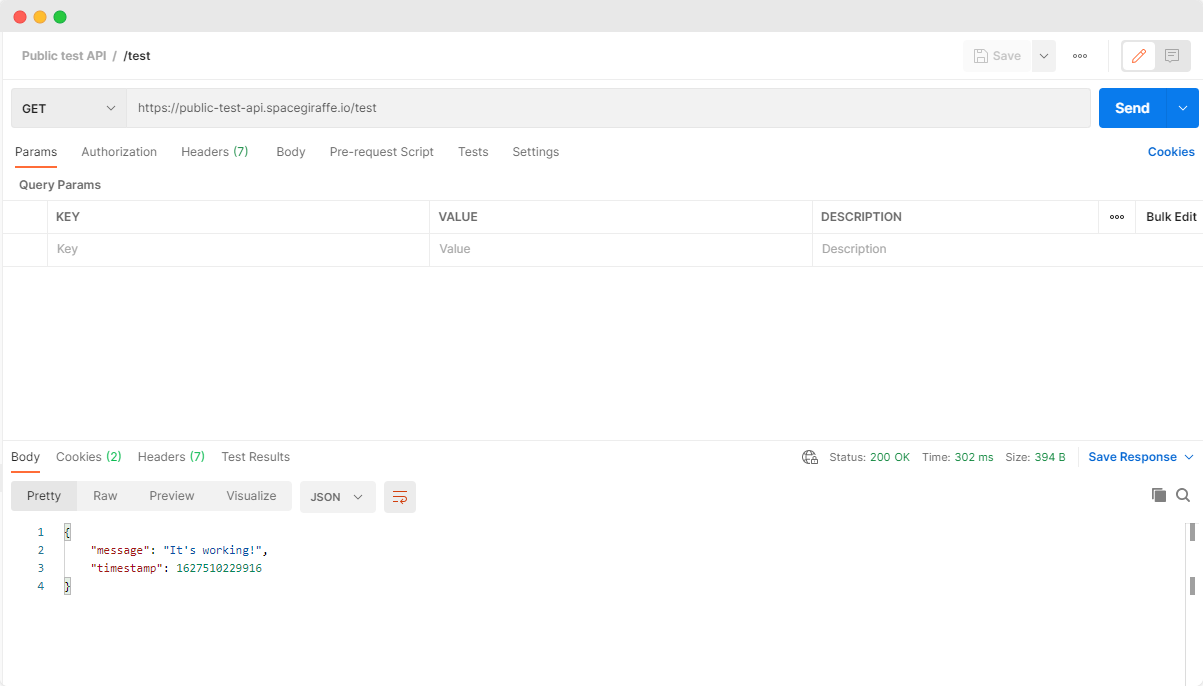 Public test API / /test
Save
GET https://public-test-api.spacegiraffe.io/test Send
Params Authorization Headers (7) Body Pre-request Script Tests Settings Cookies
Query Params
KEY VALUE DESCRIPTION Bulk Edit
Key Value Description
Body Cookies (2) Headers (7) Test Results Status: 200 OK Time: 302 ms Size: 394 B Save Response
Pretty Raw Preview Visualize JSON
1 {
2 "message": "It's working!",
3 "timestamp": 1627510229916
4 }